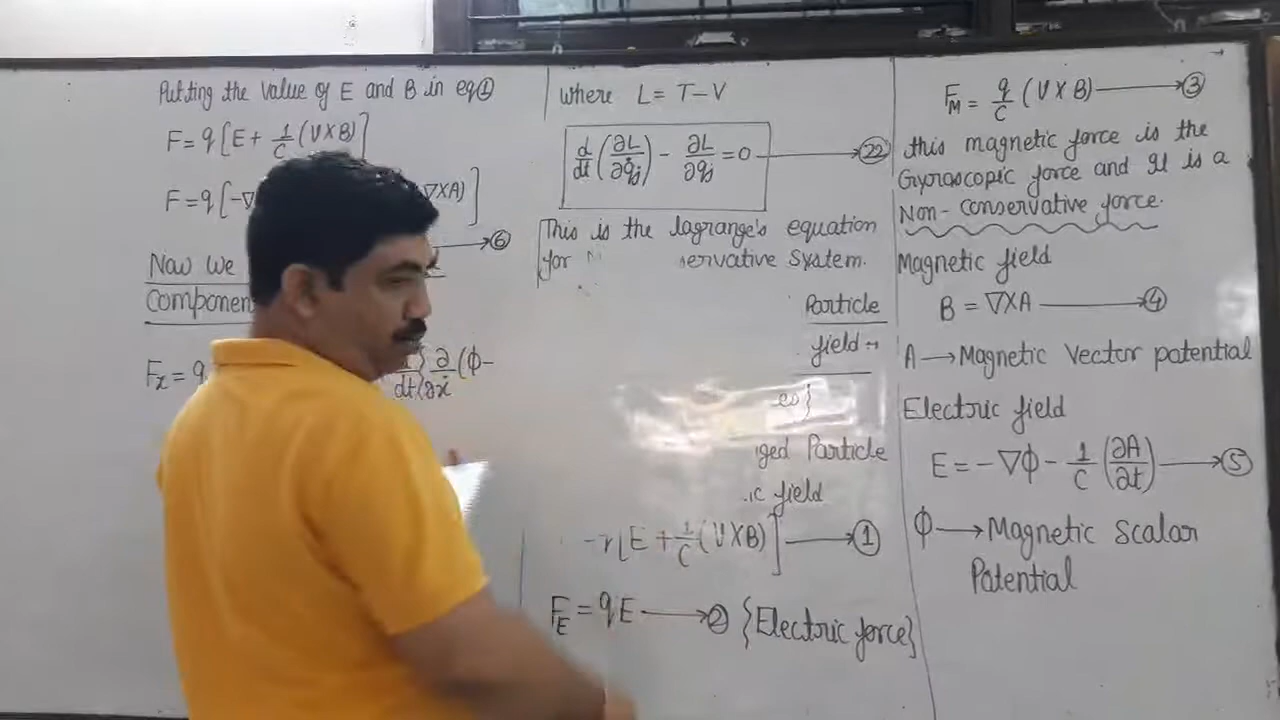 Putting the value of E and B in eq①
F = q[E + 1/C (V×B)]
F = q[-∇ ∇×A)]
→⑥
Now we
Component
Fx = q d/dt{∂/∂ẋ (ϕ-
where L = T-V
d/dt(∂L/∂q̇j) - ∂L/∂qj = 0 →㉒
This is the lagrange's equation
for servative System.
Particle
field
ged Particle
ic field
[E + 1/C (V×B)] →①
F_E = qE →② {Electric force}
F_M = q/C (V×B) →③
this magnetic force is the
Gyroscopic force and It is a
Non-conservative force.
Magnetic field
B = ∇×A →④
A →Magnetic Vector potential
Electric field
E = -∇ϕ - 1/C (∂A/∂t) →⑤
ϕ →Magnetic Scalar
Potential